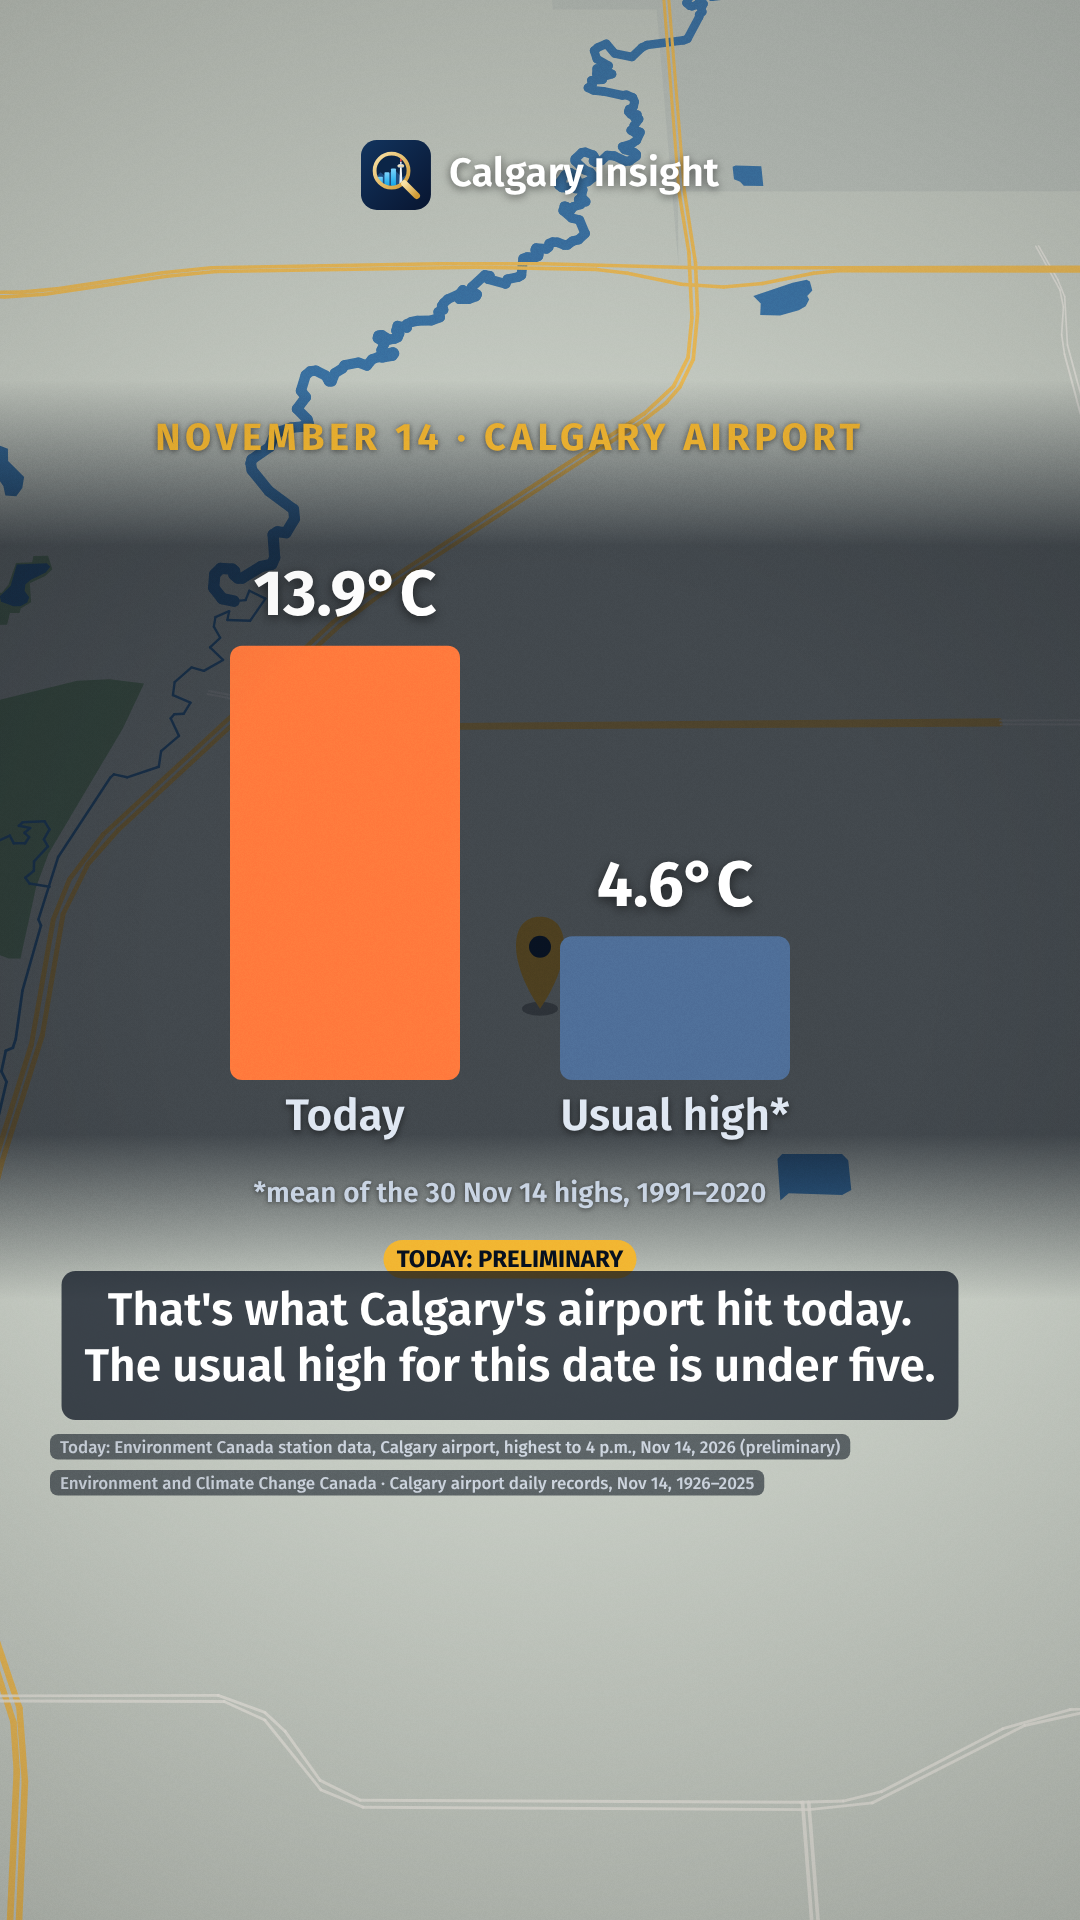 Calgary Insight
NOVEMBER 14 · CALGARY AIRPORT
13.9°C
4.6°C
Today
Usual high*
*mean of the 30 Nov 14 highs, 1991–2020
TODAY: PRELIMINARY
That's what Calgary's airport hit today.
The usual high for this date is under five.
Today: Environment Canada station data, Calgary airport, highest to 4 p.m., Nov 14, 2026 (preliminary)
Environment and Climate Change Canada · Calgary airport daily records, Nov 14, 1926–2025